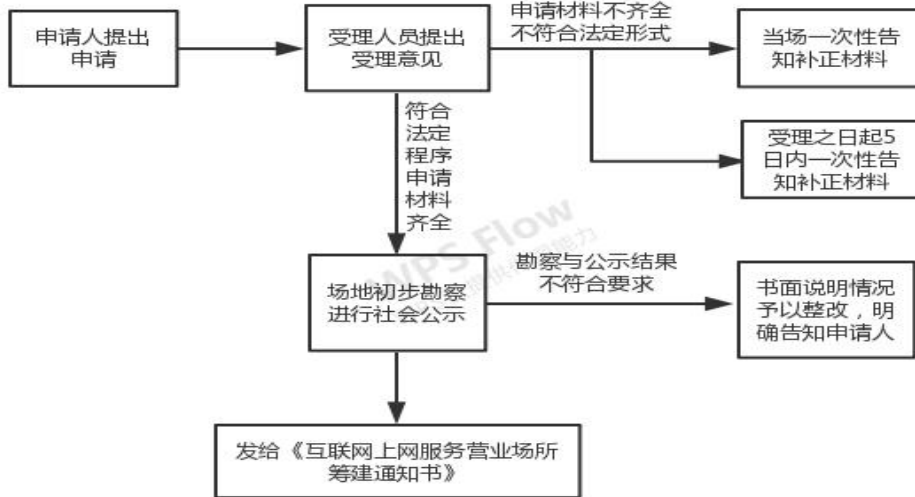 申请人提出
申请
受理人员提出
受理意见
申请材料不齐全
不符合法定形式
当场一次性告
知补正材料
受理之日起5
日内一次性告
知补正材料
符合
法定
程序
申请
材料
齐全
WPS Flow
场地初步勘察
进行社会公示
勘察与公示结果
不符合要求
书面说明情况
予以整改，明
确告知申请人
发给《互联网上网服务营业场所
筹建通知书》